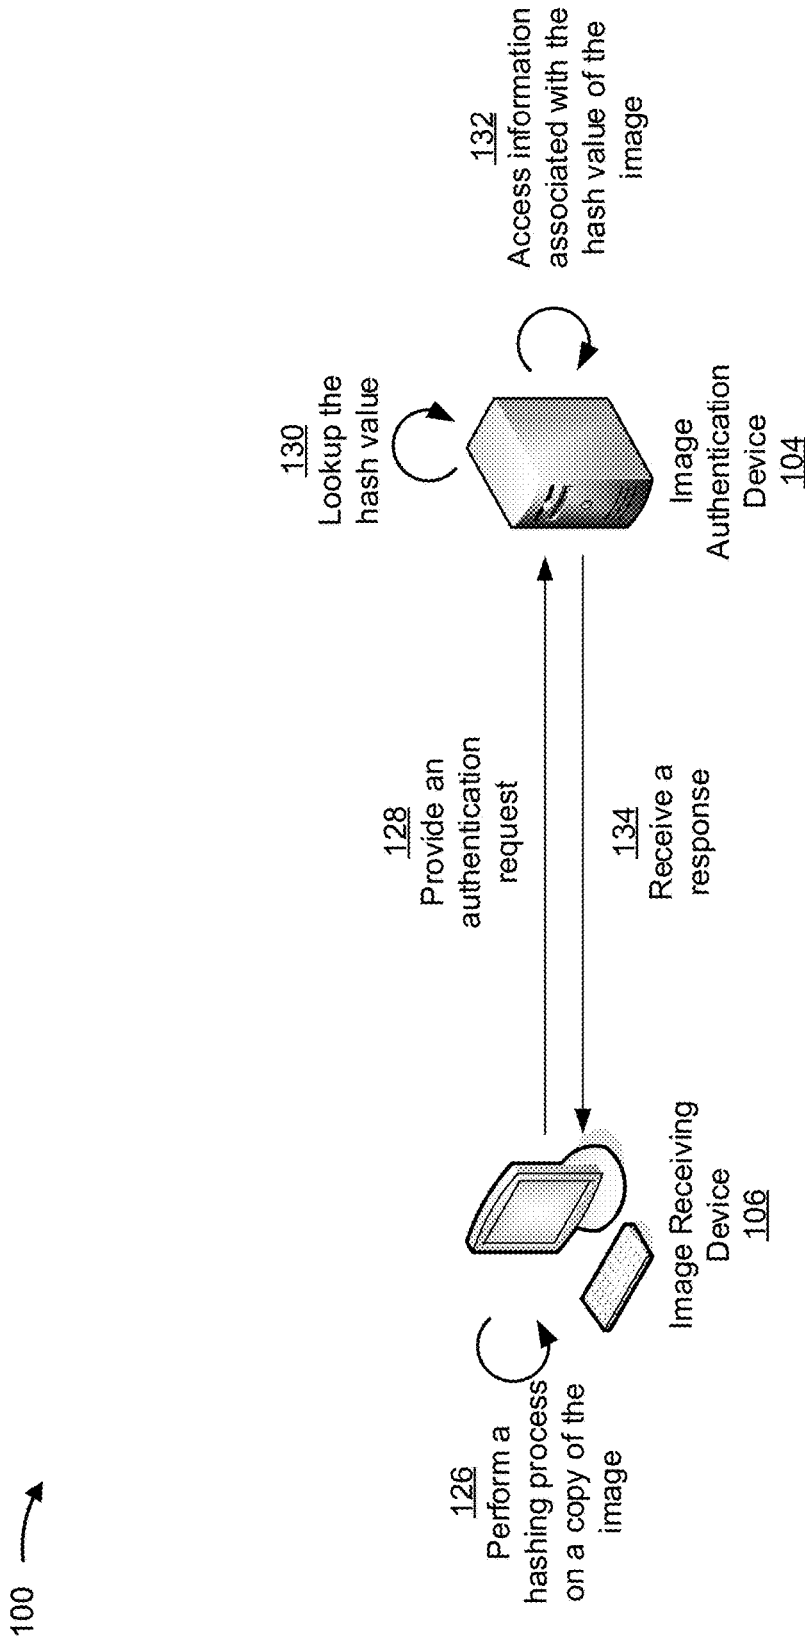 100
126
Perform a
hashing process
on a copy of the
image
Image Receiving
Device
106
128
Provide an
authentication
request
134
Receive a
response
130
Lookup the
hash value
Image
Authentication
Device
104
132
Access information
associated with the
hash value of the
image